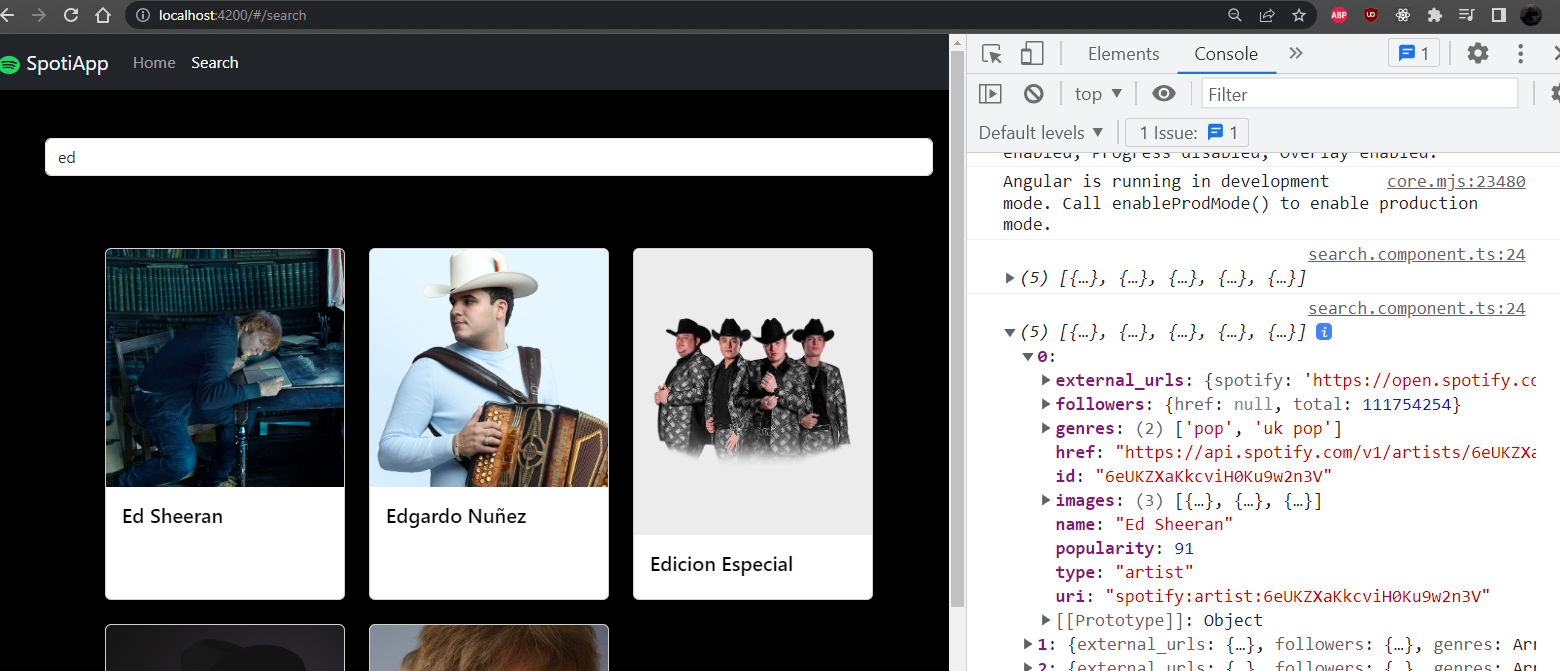 localhost:4200/#/search
ABP
UD
SpotiApp Home Search
ed
Ed Sheeran
Edgardo Nuñez
Edicion Especial
Elements Console 1
top Filter
Default levels 1 Issue: 1
enabled, Progress disabled, Overlay enabled.
Angular is running in development core.mjs:23480
mode. Call enableProdMode() to enable production
mode.
search.component.ts:24
(5) [{…}, {…}, {…}, {…}, {…}]
search.component.ts:24
(5) [{…}, {…}, {…}, {…}, {…}] i
0:
external_urls: {spotify: 'https://open.spotify.co
followers: {href: null, total: 111754254}
genres: (2) ['pop', 'uk pop']
href: "https://api.spotify.com/v1/artists/6eUKZXa
id: "6eUKZXaKkcviH0Ku9w2n3V"
images: (3) [{…}, {…}, {…}]
name: "Ed Sheeran"
popularity: 91
type: "artist"
uri: "spotify:artist:6eUKZXaKkcviH0Ku9w2n3V"
[[Prototype]]: Object
1: {external_urls: {…}, followers: {…}, genres: Arr
2: {external_urls: {…}, followers: {…}, genres: Arr